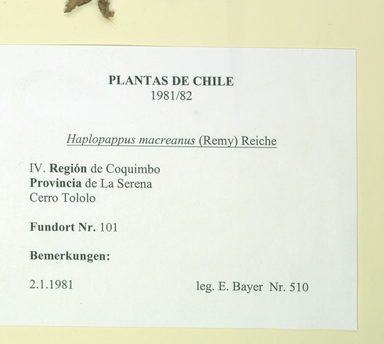 PLANTAS DE CHILE
1981/82
Haplopappus macreanus (Remy) Reiche
IV. Región de Coquimbo
Provincia de La Serena
Cerro Tololo
Fundort Nr. 101
Bemerkungen:
2.1.1981 leg. E. Bayer Nr. 510